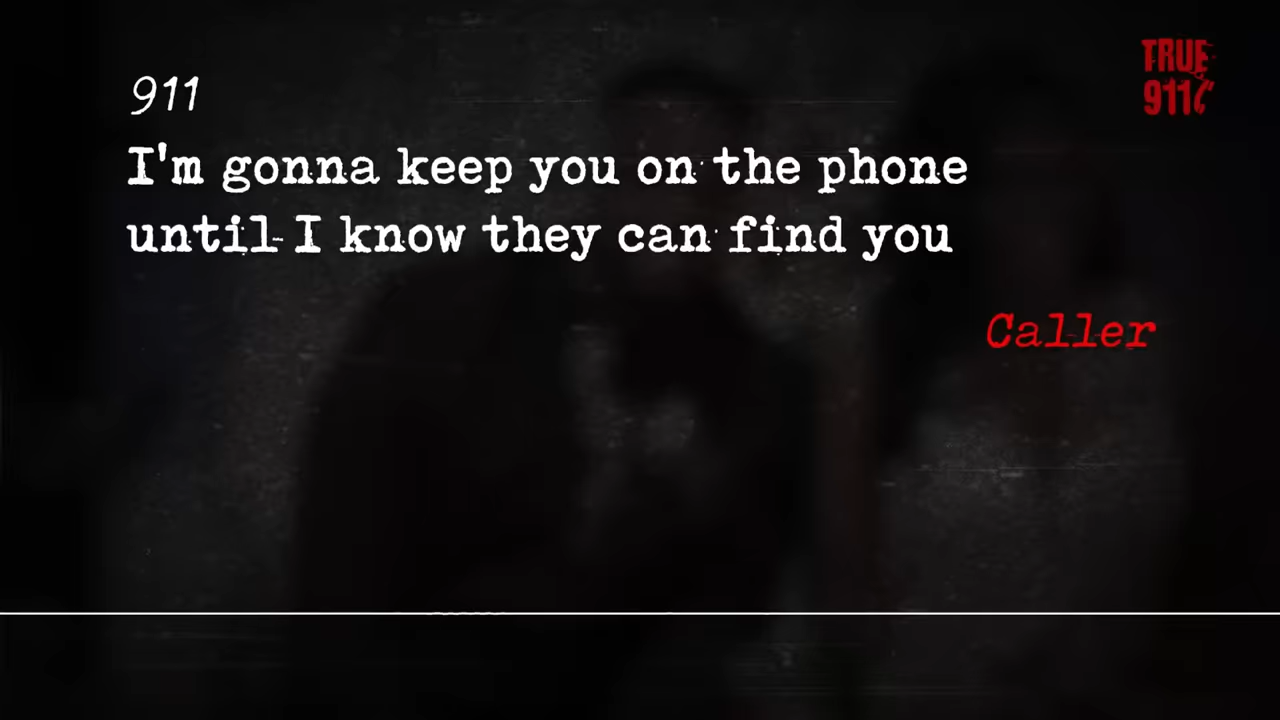 TRUE
911
911
I'm gonna keep you on the phone
until I know they can find you
Caller